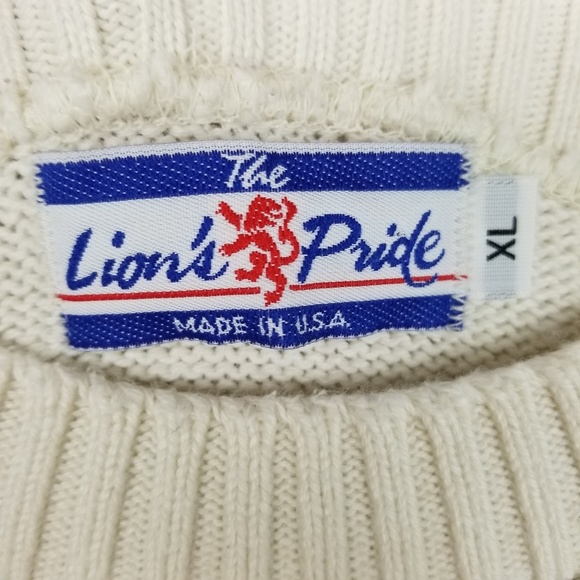 The
Lion's Pride
MADE IN U.S.A.
XL